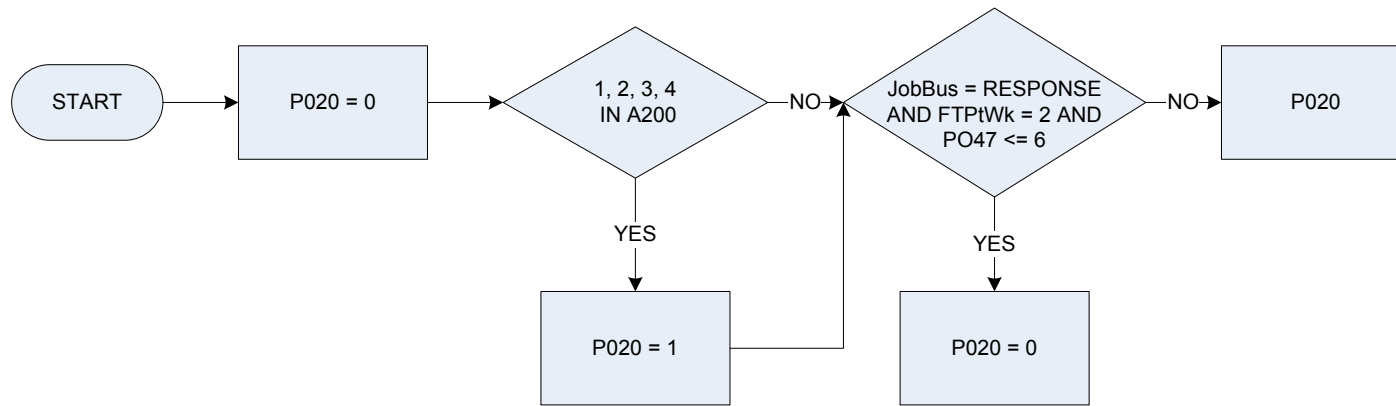 START
P020 = 0
1, 2, 3, 4
IN A200
NO
JobBus = RESPONSE
AND FTPtWk = 2 AND
PO47 <= 6
NO
P020
YES
YES
P020 = 1
P020 = 0